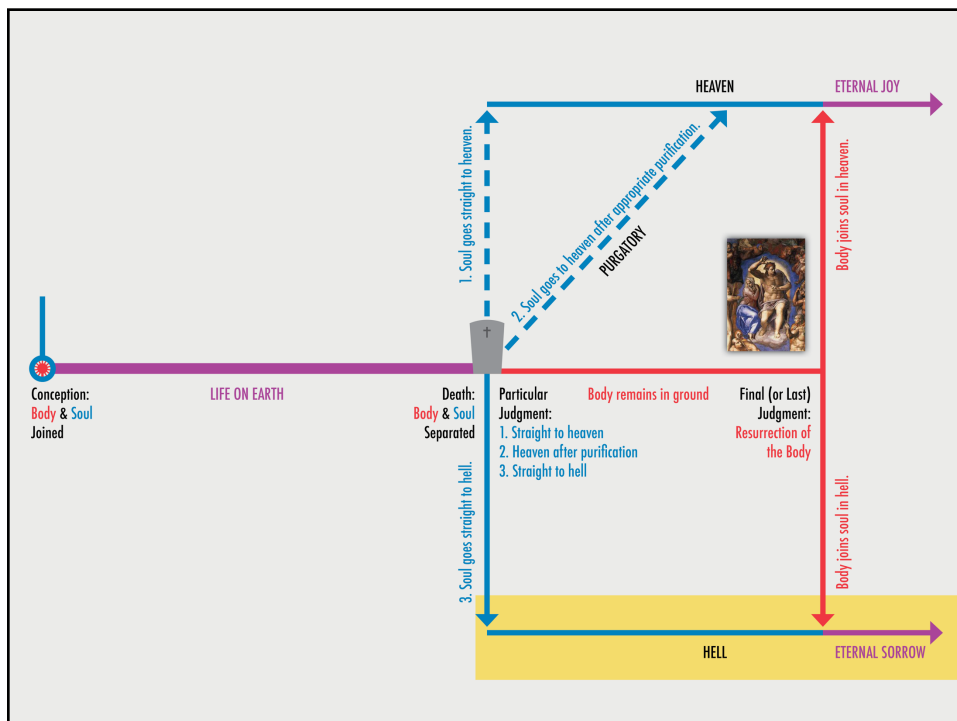 HEAVEN
ETERNAL JOY
1. Soul goes straight to heaven.
2. Soul goes to heaven after appropriate purification.
PURGATORY
Body joins soul in heaven.
Conception:
Body & Soul
Joined
LIFE ON EARTH
Death:
Body & Soul
Separated
Particular
Judgment:
1. Straight to heaven
2. Heaven after purification
3. Straight to hell
Body remains in ground
Final (or Last)
Judgment:
Resurrection of
the Body
3. Soul goes straight to hell.
Body joins soul in hell.
HELL
ETERNAL SORROW